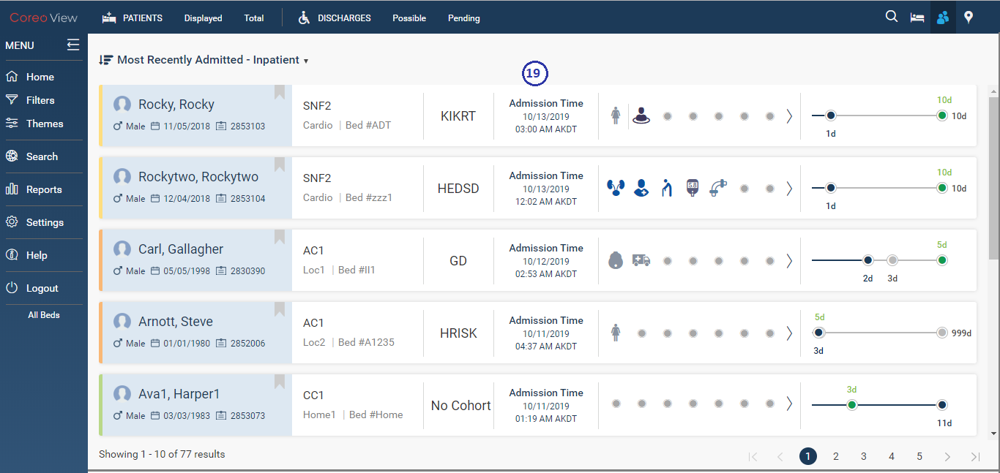 Coreo View
PATIENTS Displayed Total DISCHARGES Possible Pending
MENU
Home
Filters
Themes
Search
Reports
Settings
Help
Logout
All Beds
Most Recently Admitted - Inpatient
19
Rocky, Rocky
Male 11/05/2018 2853103
SNF2
Cardio | Bed #ADT
KIKRT
Admission Time
10/13/2019
03:00 AM AKDT
10d
10d
1d
Rockytwo, Rockytwo
Male 12/04/2018 2853104
SNF2
Cardio | Bed #zzz1
HEDSD
Admission Time
10/13/2019
12:02 AM AKDT
5.8
10d
10d
1d
Carl, Gallagher
Male 05/05/1998 2830390
AC1
Loc1 | Bed #II1
GD
Admission Time
10/12/2019
02:53 AM AKDT
5d
2d 3d
Arnott, Steve
Male 01/01/1980 2852006
AC1
Loc2 | Bed #A1235
HRISK
Admission Time
10/11/2019
04:37 AM AKDT
5d
999d
3d
Ava1, Harper1
Male 03/03/1983 2853073
CC1
Home1 | Bed #Home
No Cohort
Admission Time
10/11/2019
01:19 AM AKDT
3d
11d
Showing 1 - 10 of 77 results
1 2 3 4 5